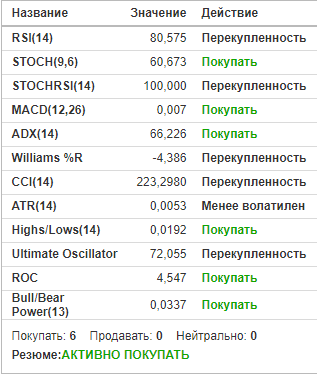 Название Значение Действие
RSI(14) 80,575 Перекупленность
STOCH(9,6) 60,673 Покупать
STOCHRSI(14) 100,000 Перекупленность
MACD(12,26) 0,007 Покупать
ADX(14) 66,226 Покупать
Williams %R -4,386 Перекупленность
CCI(14) 223,2980 Перекупленность
ATR(14) 0,0053 Менее волатилен
Highs/Lows(14) 0,0192 Покупать
Ultimate Oscillator 72,055 Перекупленность
ROC 4,547 Покупать
Bull/Bear
Power(13) 0,0337 Покупать
Покупать: 6 Продавать: 0 Нейтрально: 0
Резюме:АКТИВНО ПОКУПАТЬ